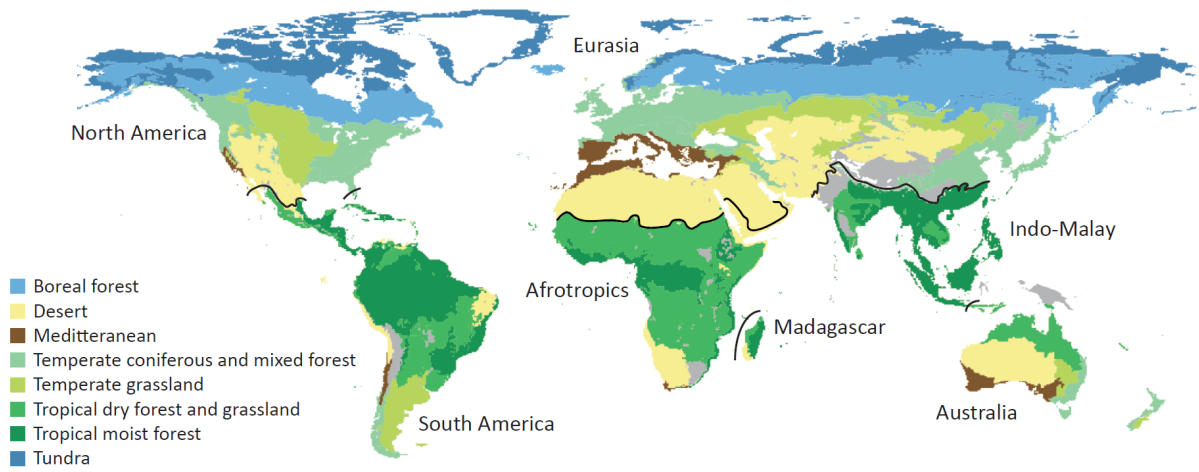 Eurasia
North America
Indo-Malay
Afrotropics
Madagascar
South America
Australia
Boreal forest
Desert
Meditteranean
Temperate coniferous and mixed forest
Temperate grassland
Tropical dry forest and grassland
Tropical moist forest
Tundra